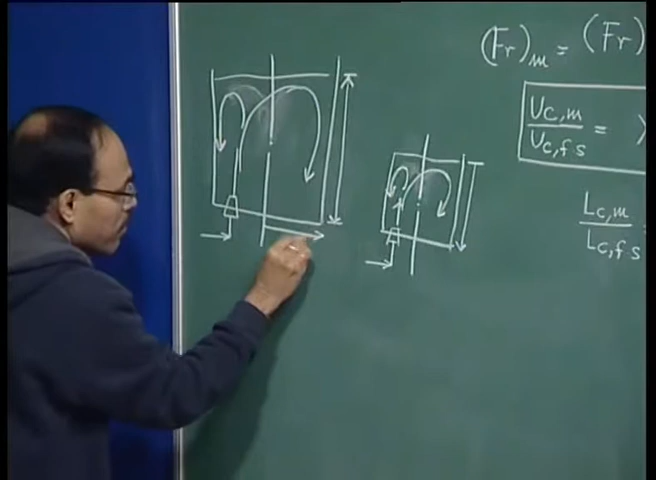 (Fr)m = (Fr)
Uc,m / Uc,fs =
Lc,m / Lc,fs